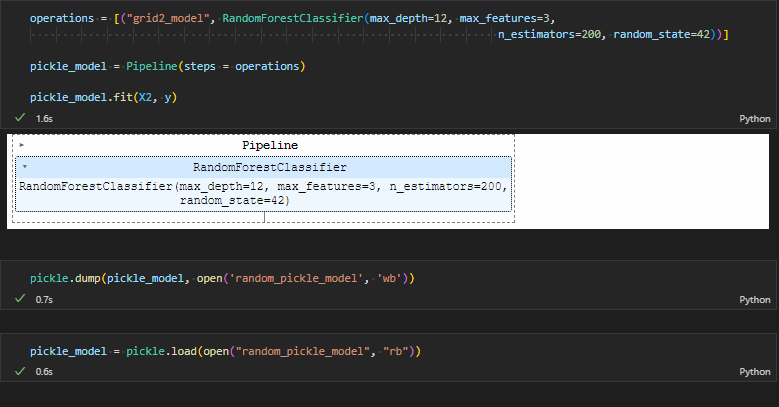 operations = [("grid2_model", RandomForestClassifier(max_depth=12, max_features=3,
n_estimators=200, random_state=42))]
pickle_model = Pipeline(steps = operations)
pickle_model.fit(X2, y)
1.6s
Python
Pipeline
RandomForestClassifier
RandomForestClassifier(max_depth=12, max_features=3, n_estimators=200,
random_state=42)
pickle.dump(pickle_model, open('random_pickle_model', 'wb'))
0.7s
Python
pickle_model = pickle.load(open("random_pickle_model", "rb"))
0.6s
Python